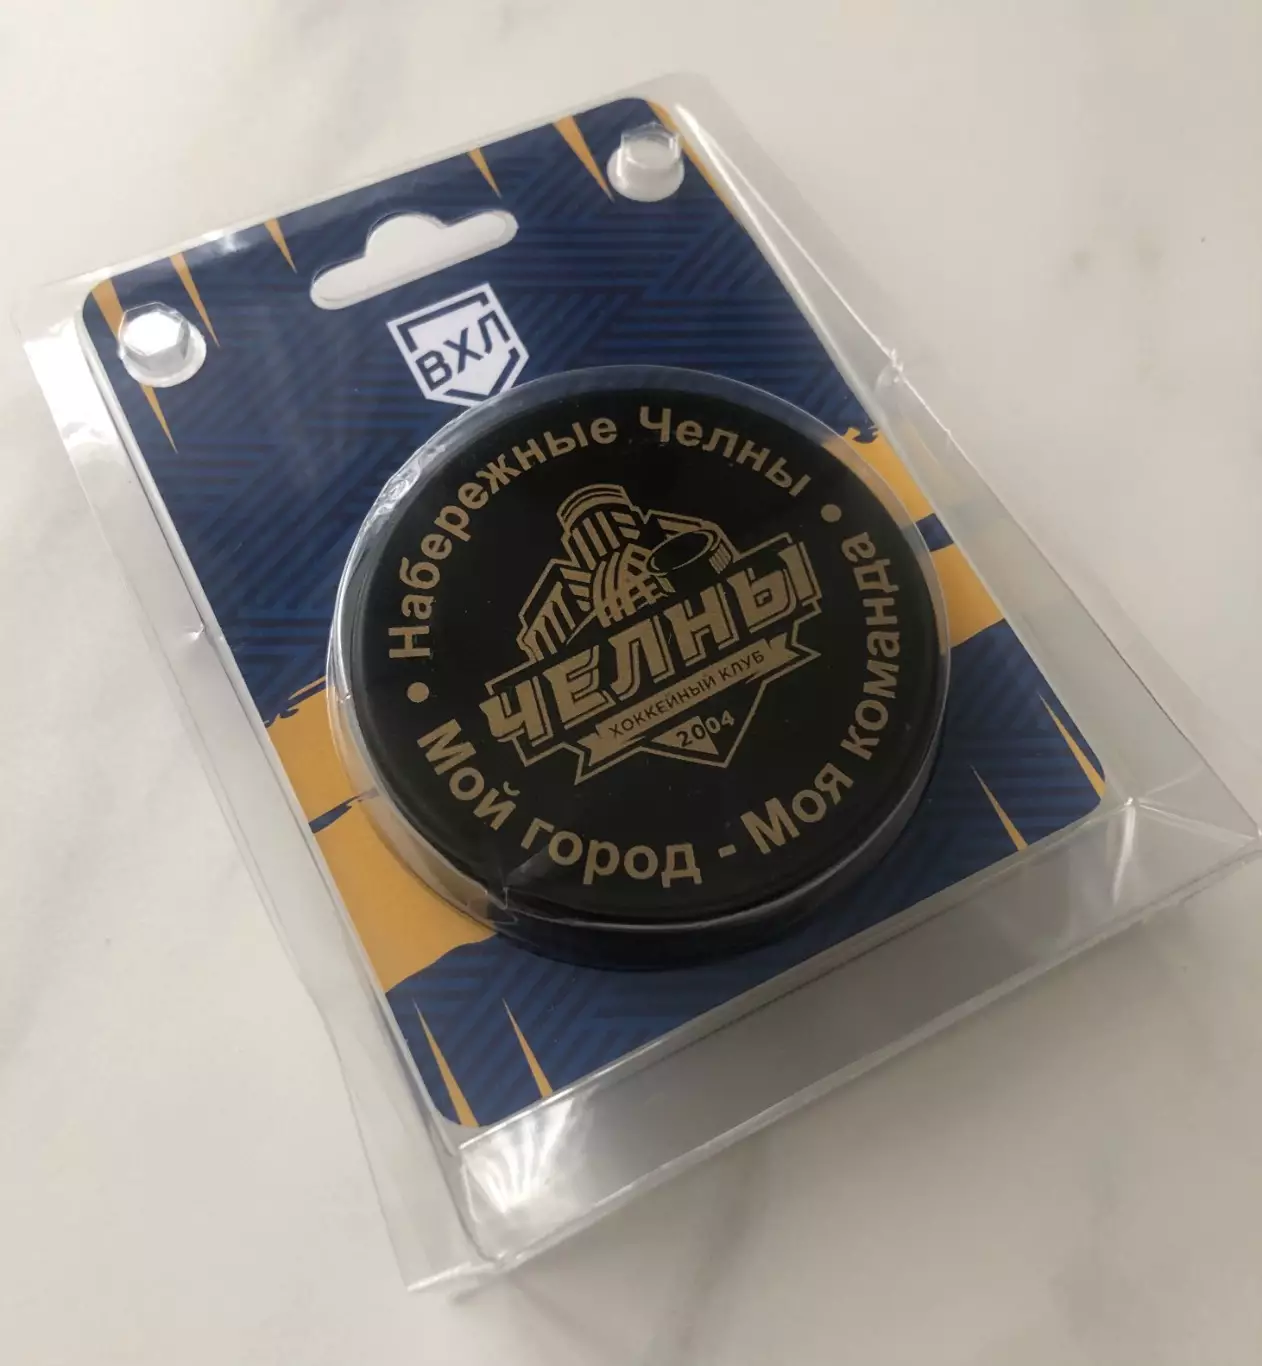 ВХЛ
Набережные Челны
ЧЕЛНЫ
ХОККЕЙНЫЙ КЛУБ
2004
• Мой город - Моя команда •